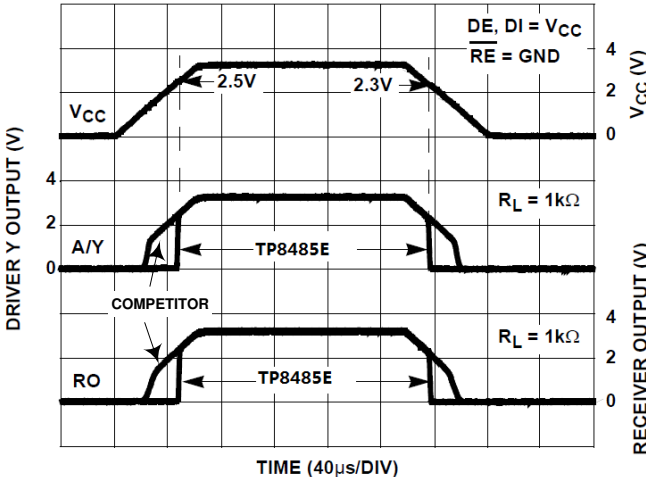 DE, DI = VCC
RE = GND
4
2.5V
2.3V
2
VCC
0
VCC (V)
DRIVER Y OUTPUT (V)
4
RL = 1kΩ
2
A/Y
TP8485E
0
COMPETITOR
4
RL = 1kΩ
2
RO
TP8485E
0
RECEIVER OUTPUT (V)
TIME (40µs/DIV)